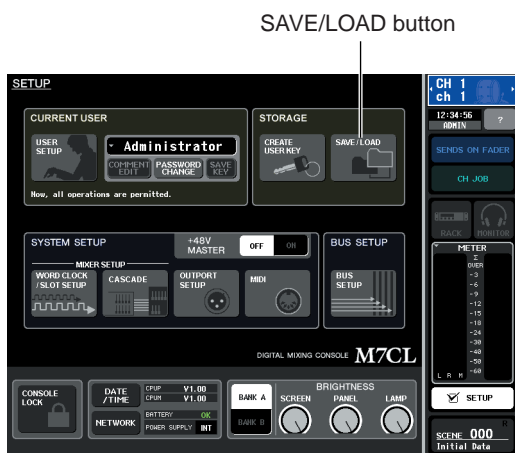 SAVE/LOAD button
SETUP
CH 1
ch 1
12:34:56
ADMIN
?
SENDS ON FADER
CH JOB
RACK
MONITOR
METER
Σ
OVER
-3
-6
-9
-12
-15
-18
-24
-30
-40
-50
-60
L R M
SETUP
R
SCENE 000
Initial Data
CURRENT USER
USER
SETUP
Administrator
COMMENT
EDIT
PASSWORD
CHANGE
SAVE
KEY
Now, all operations are permitted.
STORAGE
CREATE
USER KEY
SAVE/LOAD
SYSTEM SETUP
+48V
MASTER
OFF
ON
MIXER SETUP
WORD CLOCK
/SLOT SETUP
CASCADE
OUTPORT
SETUP
MIDI
BUS SETUP
BUS
SETUP
DIGITAL MIXING CONSOLE M7CL
CONSOLE
LOCK
DATE
/TIME
CPUP V1.00
CPUM V1.00
NETWORK
BATTERY OK
POWER SUPPLY INT
BANK A
BANK B
BRIGHTNESS
SCREEN
PANEL
LAMP